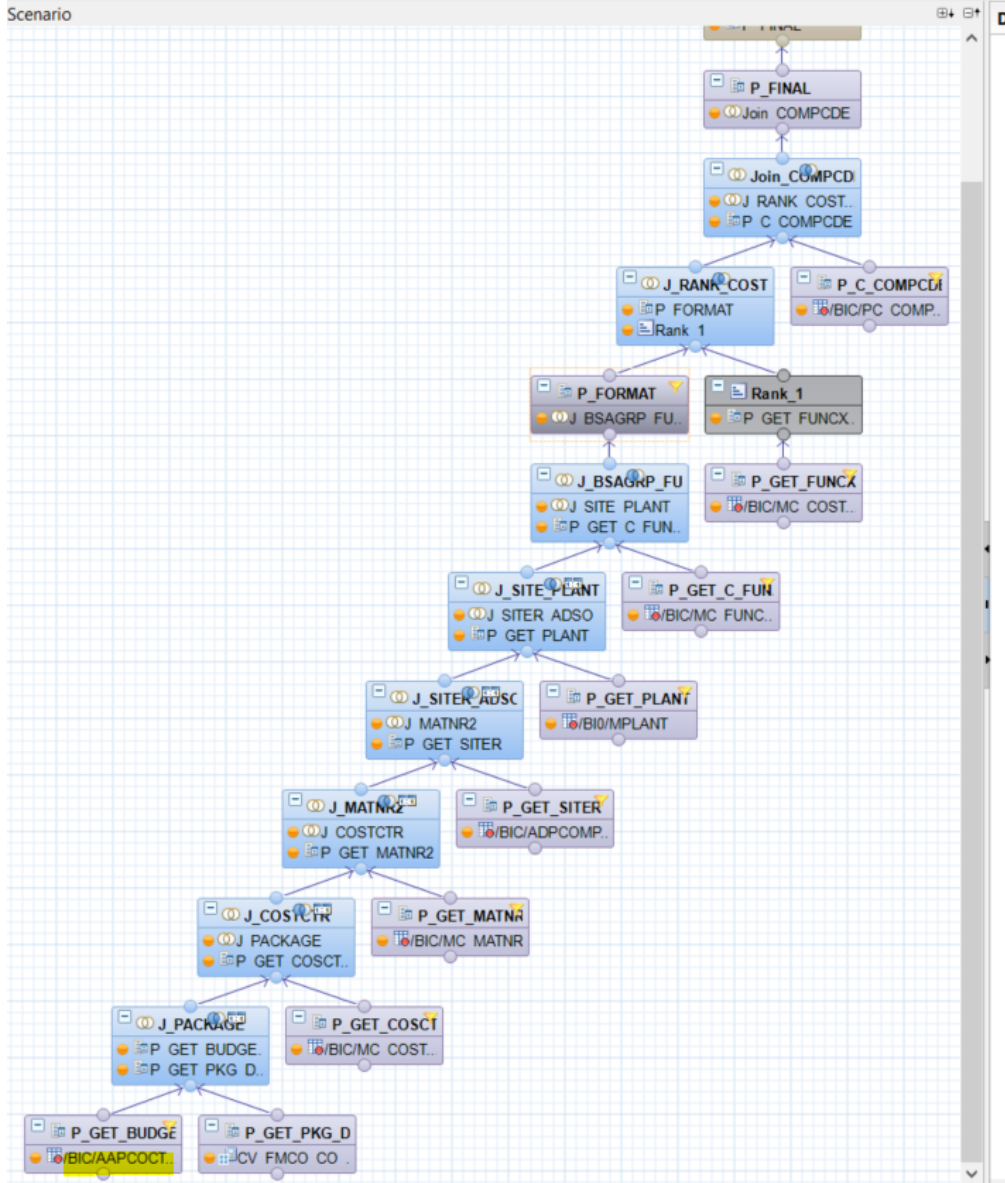 Scenario
D
P_FINAL
P_FINAL
Join COMPCDE
Join_COMPCDI
J RANK COST..
P C COMPCDE
J_RANK_COST
P FORMAT
Rank 1
P_C_COMPCDE
/BIC/PC COMP..
P_FORMAT
J BSAGRP FU..
Rank_1
P GET FUNCX.
J_BSAGRP_FU
J SITE PLANT
P GET C FUN..
P_GET_FUNCX
/BIC/MC COST..
J_SITE_PLANT
J SITER ADSO
P GET PLANT
P_GET_C_FUN
/BIC/MC FUNC..
J_SITER_ADSC
J MATNR2
P GET SITER
P_GET_PLANT
/BI0/MPLANT
J_MATNR2
J COSTCTR
P GET MATNR2
P_GET_SITER
/BIC/ADPCOMP..
J_COSTCTR
J PACKAGE
P GET COSCT..
P_GET_MATNR
/BIC/MC MATNR
J_PACKAGE
P GET BUDGE.
P GET PKG D..
P_GET_COSCT
/BIC/MC COST..
P_GET_BUDGE
/BIC/AAPCOCT..
P_GET_PKG_D
CV FMCO CO .